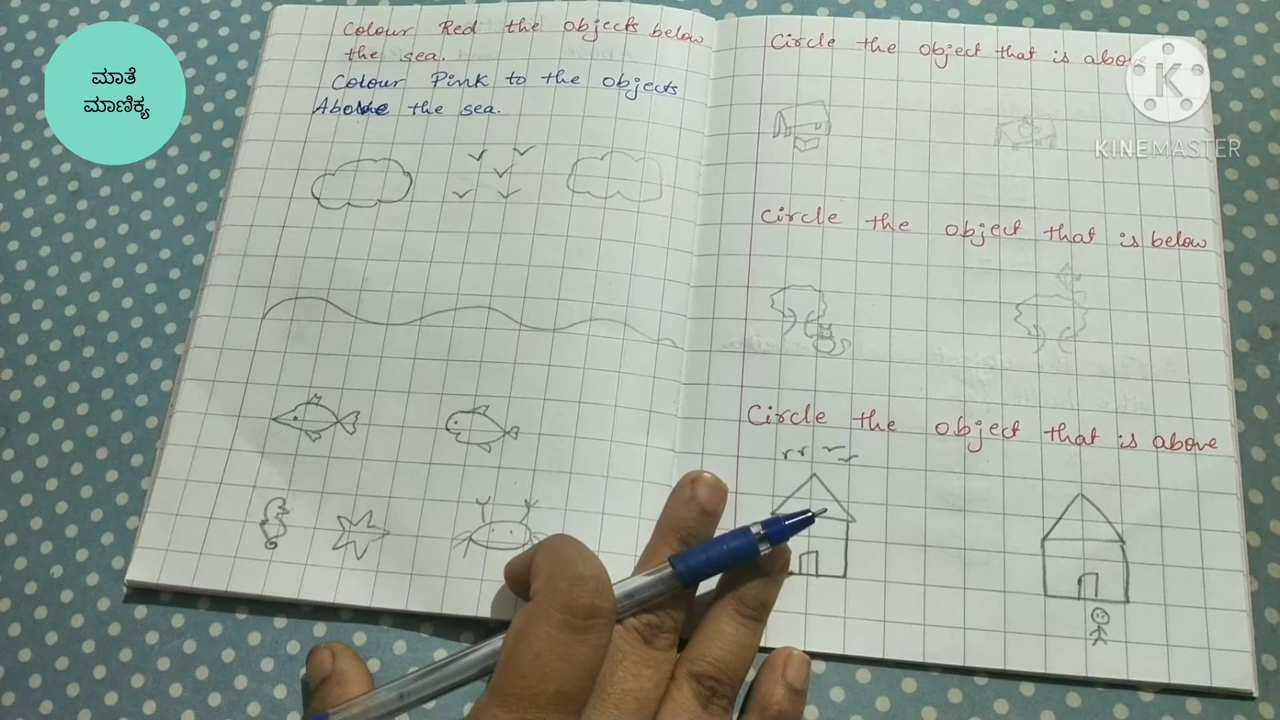 ಮಾತೆ
ಮಾಣಿಕ್ಯ
Colour Red the objects below
the sea.
Colour Pink to the objects
Above the sea.
Circle the object that is above
KINEMASTER
Circle the object that is below
Circle the object that is above